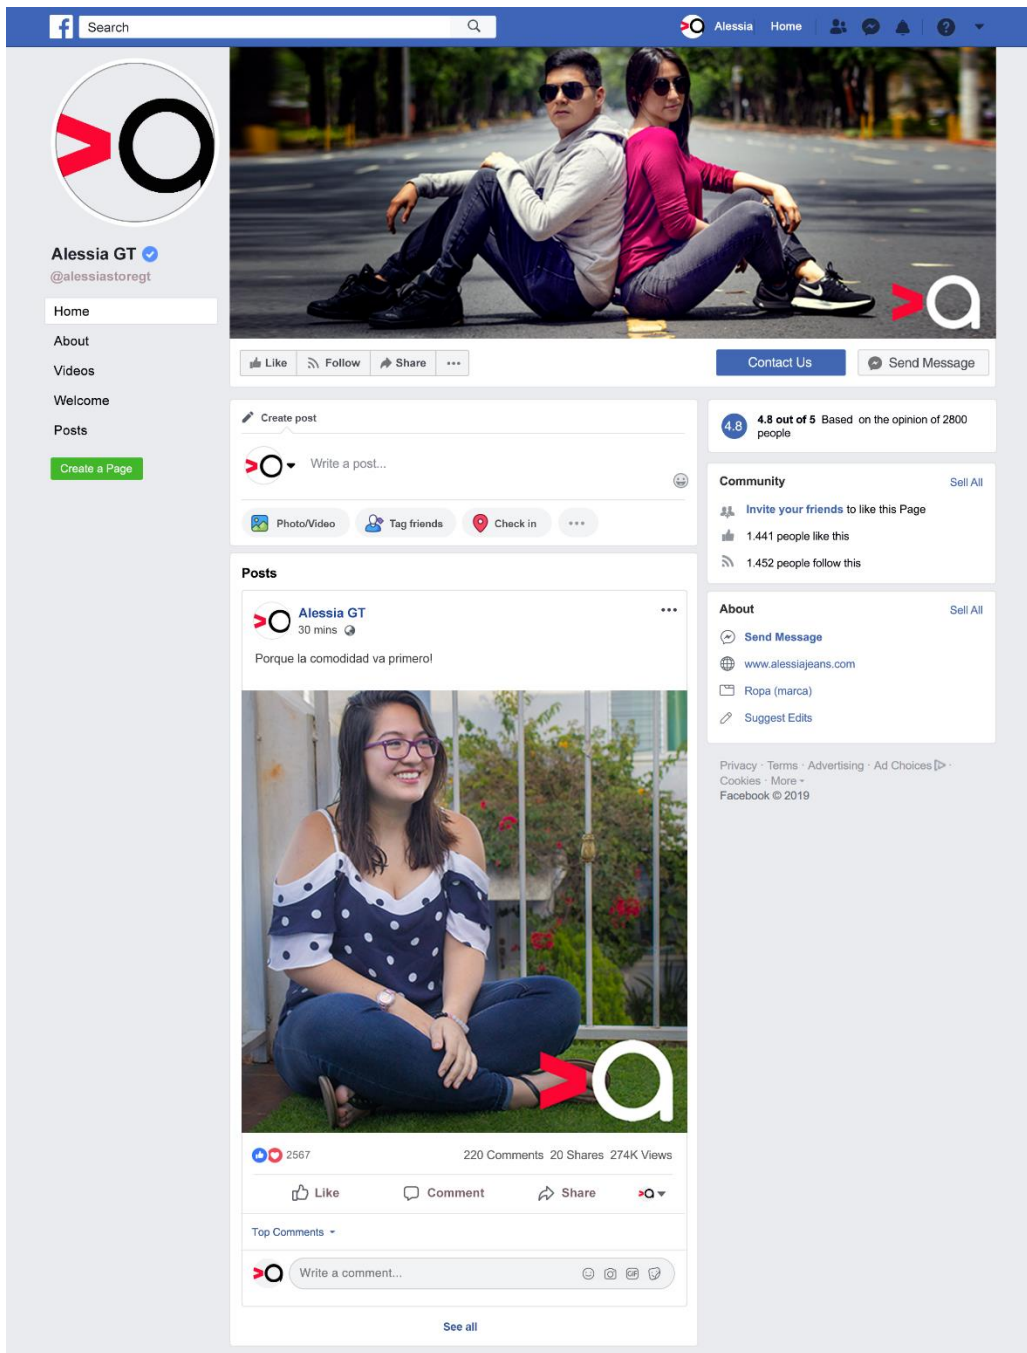 Search
Alessia Home
Alessia GT
@alessiastoregt
Home
About
Videos
Welcome
Posts
Create a Page
Like Follow Share
Contact Us Send Message
Create post
Write a post...
Photo/Video Tag friends Check in
4.8
4.8 out of 5 Based on the opinion of 2800
people
Community Sell All
Invite your friends to like this Page
1.441 people like this
1.452 people follow this
Posts
Alessia GT
30 mins
Porque la comodidad va primero!
About Sell All
Send Message
www.alessiajeans.com
Ropa (marca)
Suggest Edits
Privacy · Terms · Advertising · Ad Choices ·
Cookies · More
Facebook © 2019
2567 220 Comments 20 Shares 274K Views
Like Comment Share
Top Comments
Write a comment... GIF
See all